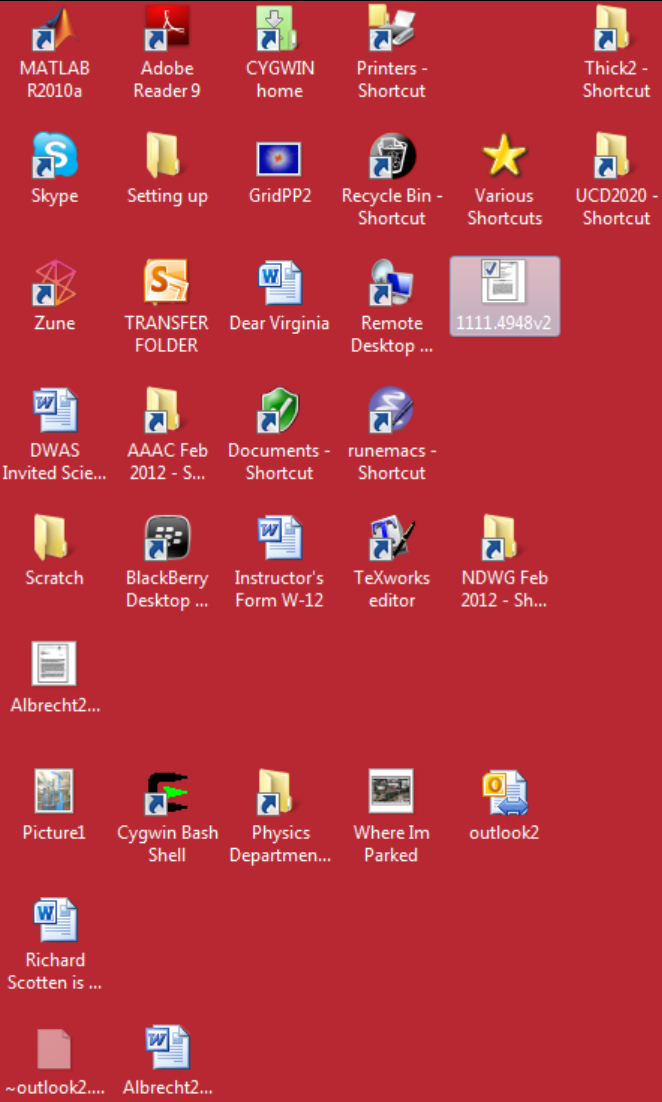 MATLAB
R2010a
Adobe
Reader 9
CYGWIN
home
Printers -
Shortcut
Thick2 -
Shortcut
Skype
Setting up
GridPP2
Recycle Bin -
Shortcut
Various
Shortcuts
UCD2020 -
Shortcut
Zune
TRANSFER
FOLDER
Dear Virginia
Remote
Desktop ...
1111.4948v2
DWAS
Invited Scie...
AAAC Feb
2012 - S...
Documents -
Shortcut
runemacs -
Shortcut
Scratch
BlackBerry
Desktop ...
Instructor's
Form W-12
TeXworks
editor
NDWG Feb
2012 - Sh...
Albrecht2...
Picture1
Cygwin Bash
Shell
Physics
Departmen...
Where Im
Parked
outlook2
Richard
Scotten is ...
~outlook2....
Albrecht2...